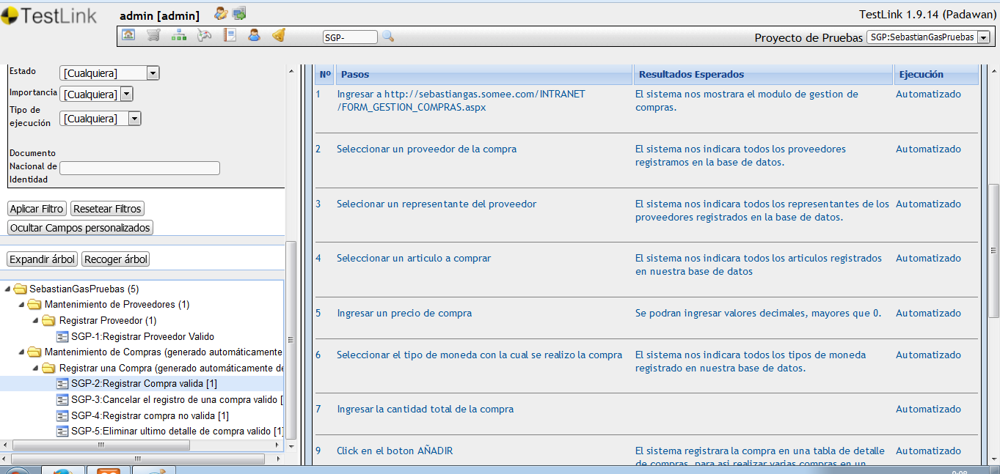 TestLink
admin [admin]
TestLink 1.9.14 (Padawan)
SGP-
Proyecto de Pruebas
SGP:SebastianGasPruebas
Estado
[Cualquiera]
Importancia
[Cualquiera]
Tipo de
ejecución
[Cualquiera]
Documento
Nacional de
Identidad
Aplicar Filtro
Resetear Filtros
Ocultar Campos personalizados
Expandir árbol
Recoger árbol
SebastianGasPruebas (5)
Mantenimiento de Proveedores (1)
Registrar Proveedor (1)
SGP-1:Registrar Proveedor Valido
Mantenimiento de Compras (generado automáticamente
Registrar una Compra (generado automáticamente de
SGP-2:Registrar Compra valida [1]
SGP-3:Cancelar el registro de una compra valido [
SGP-4:Registrar compra no valida [1]
SGP-5:Eliminar ultimo detalle de compra valido [1]
Nº Pasos Resultados Esperados Ejecución
1 Ingresar a http://sebastiangas.somee.com/INTRANET El sistema nos mostrara el modulo de gestion de Automatizado
/FORM_GESTION_COMPRAS.aspx compras.
2 Seleccionar un proveedor de la compra El sistema nos indicara todos los proveedores Automatizado
registramos en la base de datos.
3 Selecionar un representante del proveedor El sistema nos indicara todos los representantes de los Automatizado
proveedores registrados en la base de datos.
4 Seleccionar un articulo a comprar El sistema nos indicara todos los articulos registrados Automatizado
en nuestra base de datos
5 Ingresar un precio de compra Se podran ingresar valores decimales, mayores que 0. Automatizado
6 Seleccionar el tipo de moneda con la cual se realizo la compra El sistema nos indicara todos los tipos de moneda Automatizado
registrado en nuestra base de datos.
7 Ingresar la cantidad total de la compra Automatizado
9 Click en el boton AÑADIR El sistema registrara la compra en una tabla de detalle Automatizado
de compras, para asi realizar varias compras en un
0:08